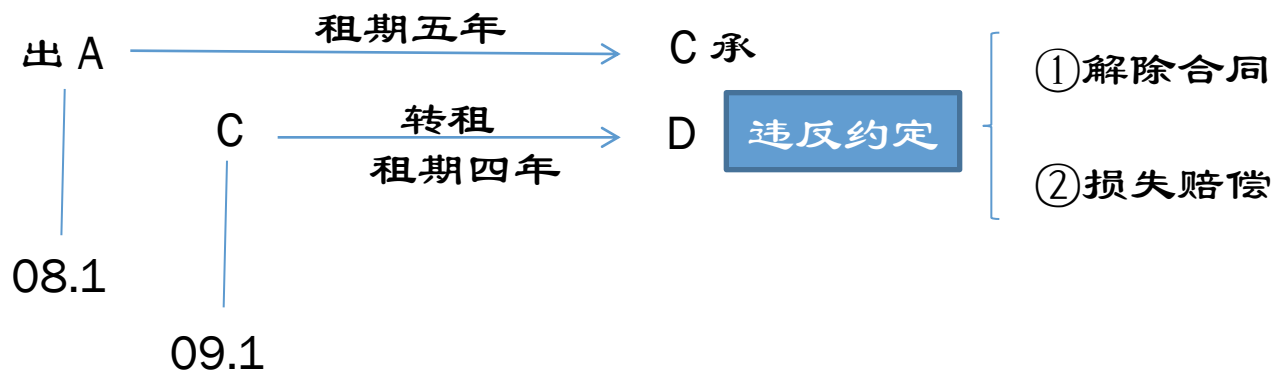 租期五年
出 A
C 承
①解除合同
转租
C
D
违反约定
租期四年
②损失赔偿
08.1
09.1